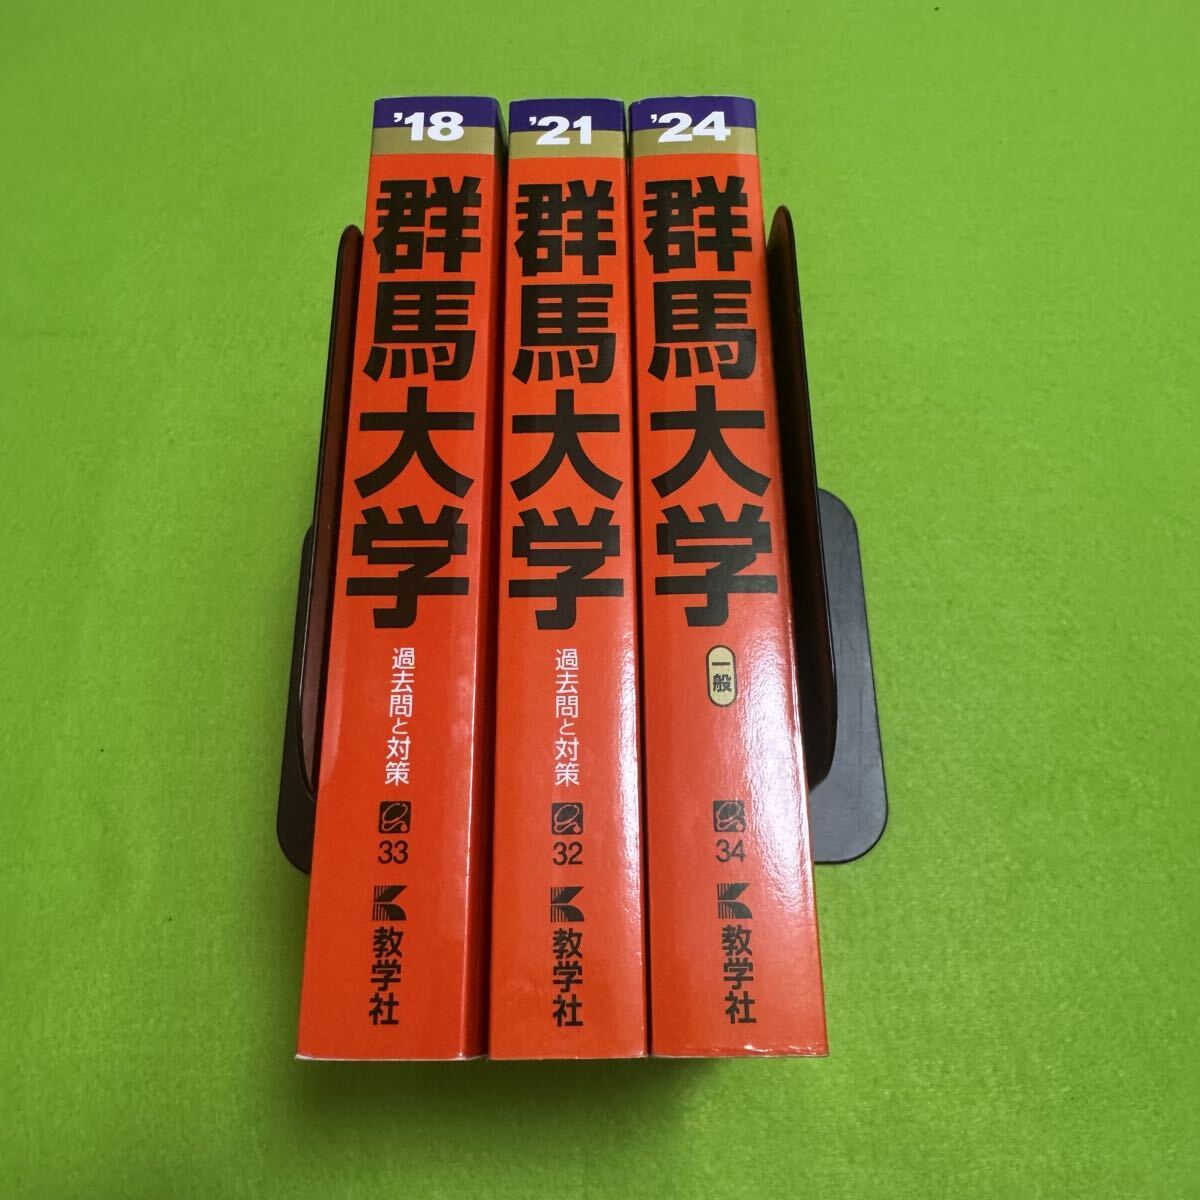 '18
群馬大学
過去問と対策
33
教学社
'21
群馬大学
過去問と対策
32
教学社
'24
群馬大学
一般
34
教学社